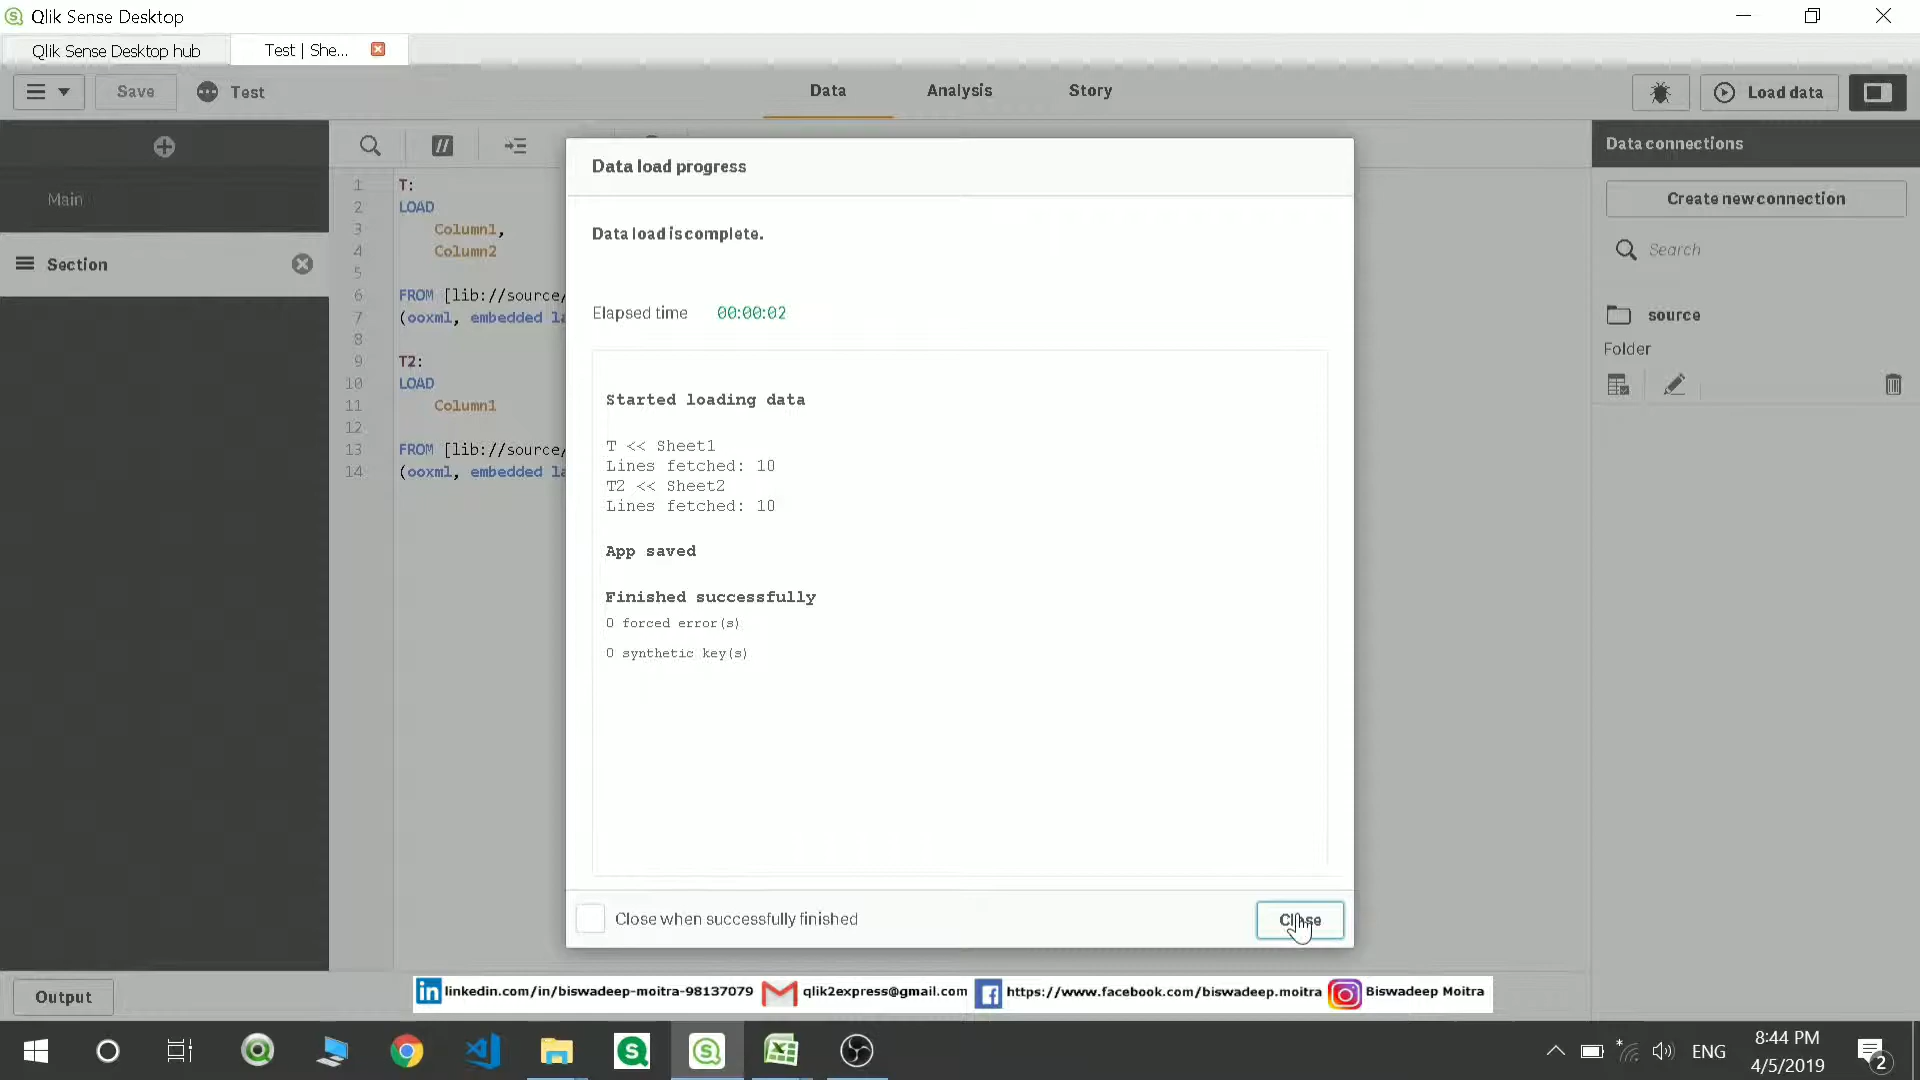 Qlik Sense Desktop
Qlik Sense Desktop hub
Test | She...
Save
Test
Data
Analysis
Story
Load data
Main
Section
1 T:
2 LOAD
3 Column1,
4 Column2
5
6 FROM [lib://source/
7 (ooxml, embedded la
8
9 T2:
10 LOAD
11 Column1
12
13 FROM [lib://source/
14 (ooxml, embedded la
Data load progress
Data load is complete.
Elapsed time 00:00:02
Started loading data
T << Sheet1
Lines fetched: 10
T2 << Sheet2
Lines fetched: 10
App saved
Finished successfully
0 forced error(s)
0 synthetic key(s)
Close when successfully finished
Close
Data connections
Create new connection
Search
source
Folder
Output
linkedin.com/in/biswadeep-moitra-98137079 qlik2express@gmail.com https://www.facebook.com/biswadeep.moitra Biswadeep Moitra
ENG
8:44 PM
4/5/2019
2